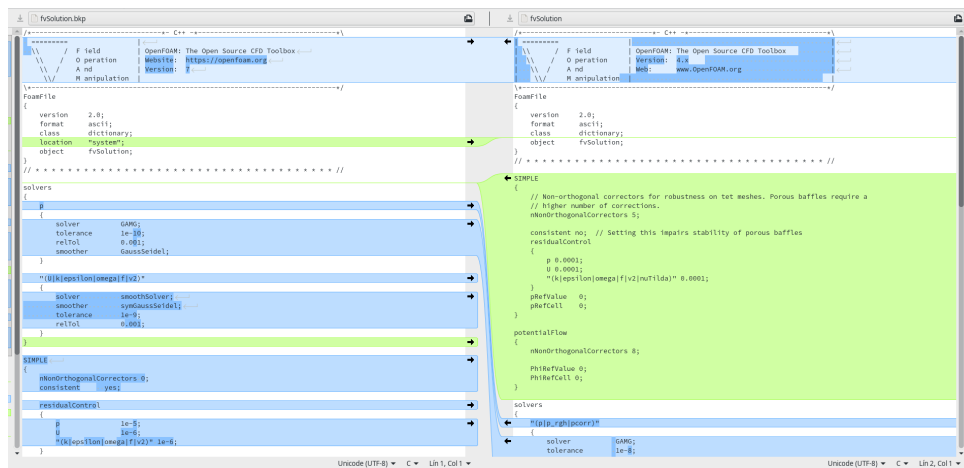 fvSolution.bkp
/*--------------------------------*- C++ -*----------------------------------*\
=========                 |
\\      /  F ield         | OpenFOAM: The Open Source CFD Toolbox
\\    /   O peration     | Website:  https://openfoam.org
\\  /    A nd           | Version:  7
\\/     M anipulation  |
\*---------------------------------------------------------------------------*/
FoamFile
{
version     2.0;
format      ascii;
class       dictionary;
location    "system";
object      fvSolution;
}
// * * * * * * * * * * * * * * * * * * * * * * * * * * * * * * * * * * * * * //
solvers
{
p
{
solver          GAMG;
tolerance       1e-10;
relTol          0.001;
smoother        GaussSeidel;
}
"(U|k|epsilon|omega|f|v2)"
{
solver          smoothSolver;
smoother        symGaussSeidel;
tolerance       1e-9;
relTol          0.001;
}
}
SIMPLE
{
nNonOrthogonalCorrectors 0;
consistent      yes;
residualControl
{
p               1e-5;
U               1e-6;
"(k|epsilon|omega|f|v2)" 1e-6;
}
Unicode (UTF-8) C Lín 1, Col 1
fvSolution
/*--------------------------------*- C++ -*----------------------------------*\
| =========                 |                                                 |
| \\      /  F ield         | OpenFOAM: The Open Source CFD Toolbox           |
|  \\    /   O peration     | Version:  4.x                                   |
|   \\  /    A nd           | Web:      www.OpenFOAM.org                      |
|    \\/     M anipulation  |                                                 |
\*---------------------------------------------------------------------------*/
FoamFile
{
version     2.0;
format      ascii;
class       dictionary;
object      fvSolution;
}
// * * * * * * * * * * * * * * * * * * * * * * * * * * * * * * * * * * * * * //
SIMPLE
{
// Non-orthogonal correctors for robustness on tet meshes. Porous baffles require a
// higher number of corrections.
nNonOrthogonalCorrectors 5;
consistent no;  // Setting this impairs stability of porous baffles
residualControl
{
p 0.0001;
U 0.0001;
"(k|epsilon|omega|f|v2|nuTilda)" 0.0001;
}
pRefValue   0;
pRefCell    0;
}
potentialFlow
{
nNonOrthogonalCorrectors 8;
PhiRefValue 0;
PhiRefCell 0;
}
solvers
{
"(p|p_rgh|pcorr)"
{
solver          GAMG;
tolerance       1e-8;
Unicode (UTF-8) C Lín 2, Col 1